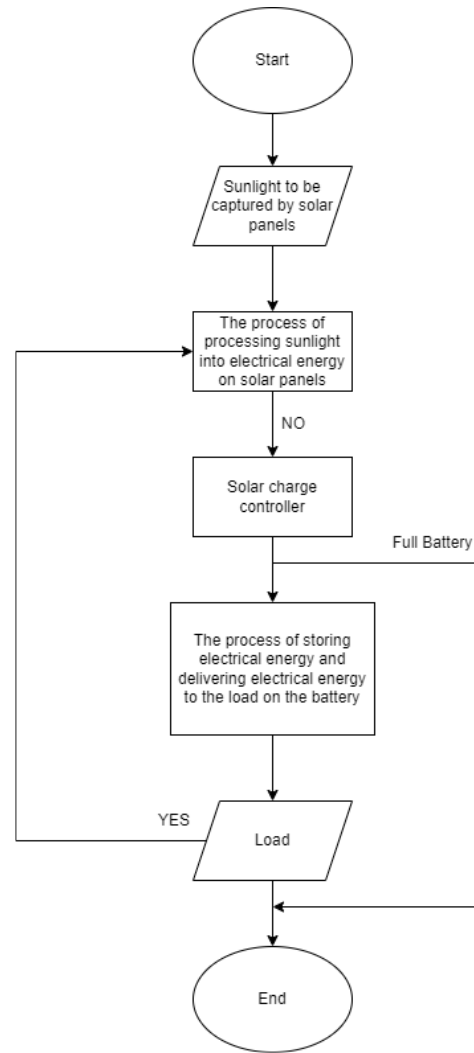 Start
Sunlight to be
captured by solar
panels
The process of
processing sunlight
into electrical energy
on solar panels
NO
Solar charge
controller
Full Battery
The process of storing
electrical energy and
delivering electrical energy
to the load on the battery
YES
Load
End